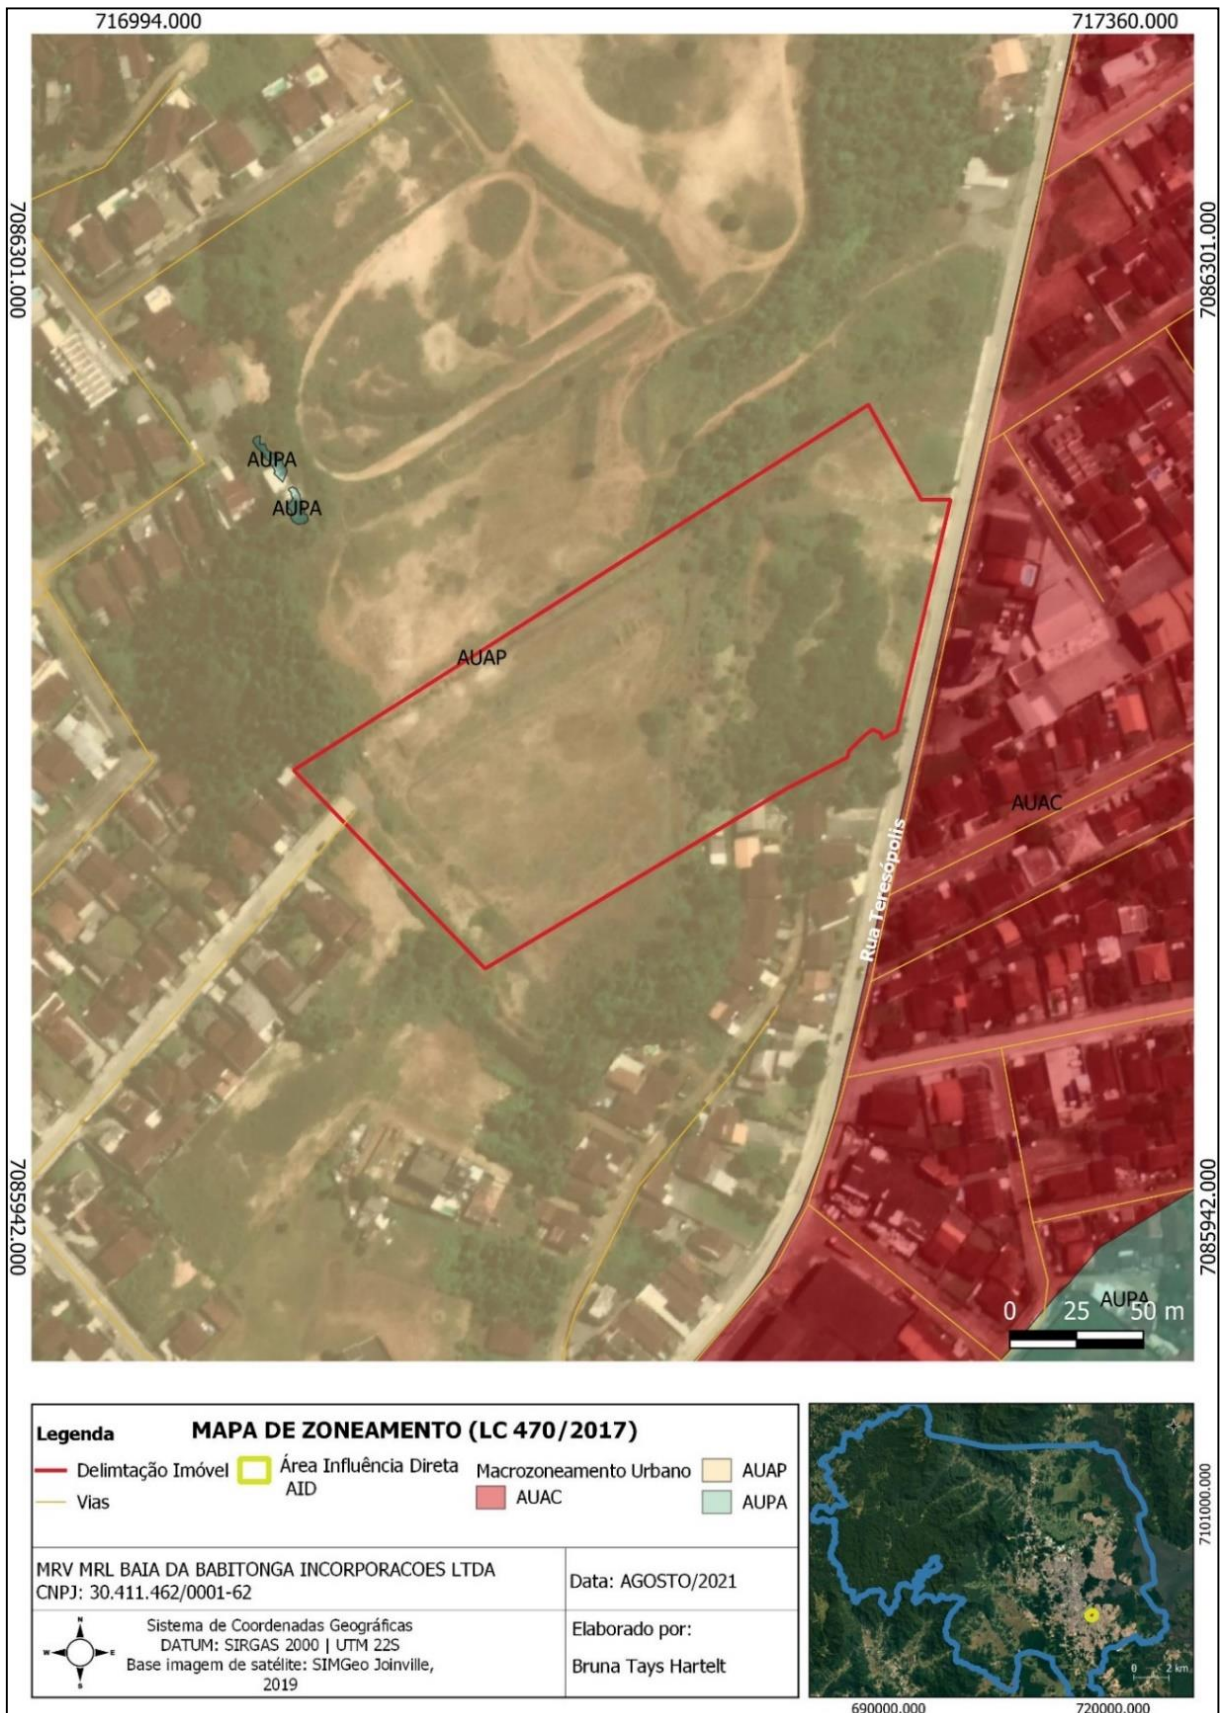 716994.000
717360.000
7086301.000
7086301.000
AUPA
AUPA
AUAP
AUAC
Rua Teresópolis
7085942.000
7085942.000
AUPA
0 25 50 m
Legenda
MAPA DE ZONEAMENTO (LC 470/2017)
Delimtação Imóvel
Vias
Área Influência Direta
AID
Macrozoneamento Urbano
AUAC
AUAP
AUPA
MRV MRL BAIA DA BABITONGA INCORPORACOES LTDA
CNPJ: 30.411.462/0001-62
Data: AGOSTO/2021
N
W E
S
Sistema de Coordenadas Geográficas
DATUM: SIRGAS 2000 | UTM 22S
Base imagem de satélite: SIMGeo Joinville,
2019
Elaborado por:
Bruna Tays Hartelt
7101000.000
0 2 km
690000.000
720000.000